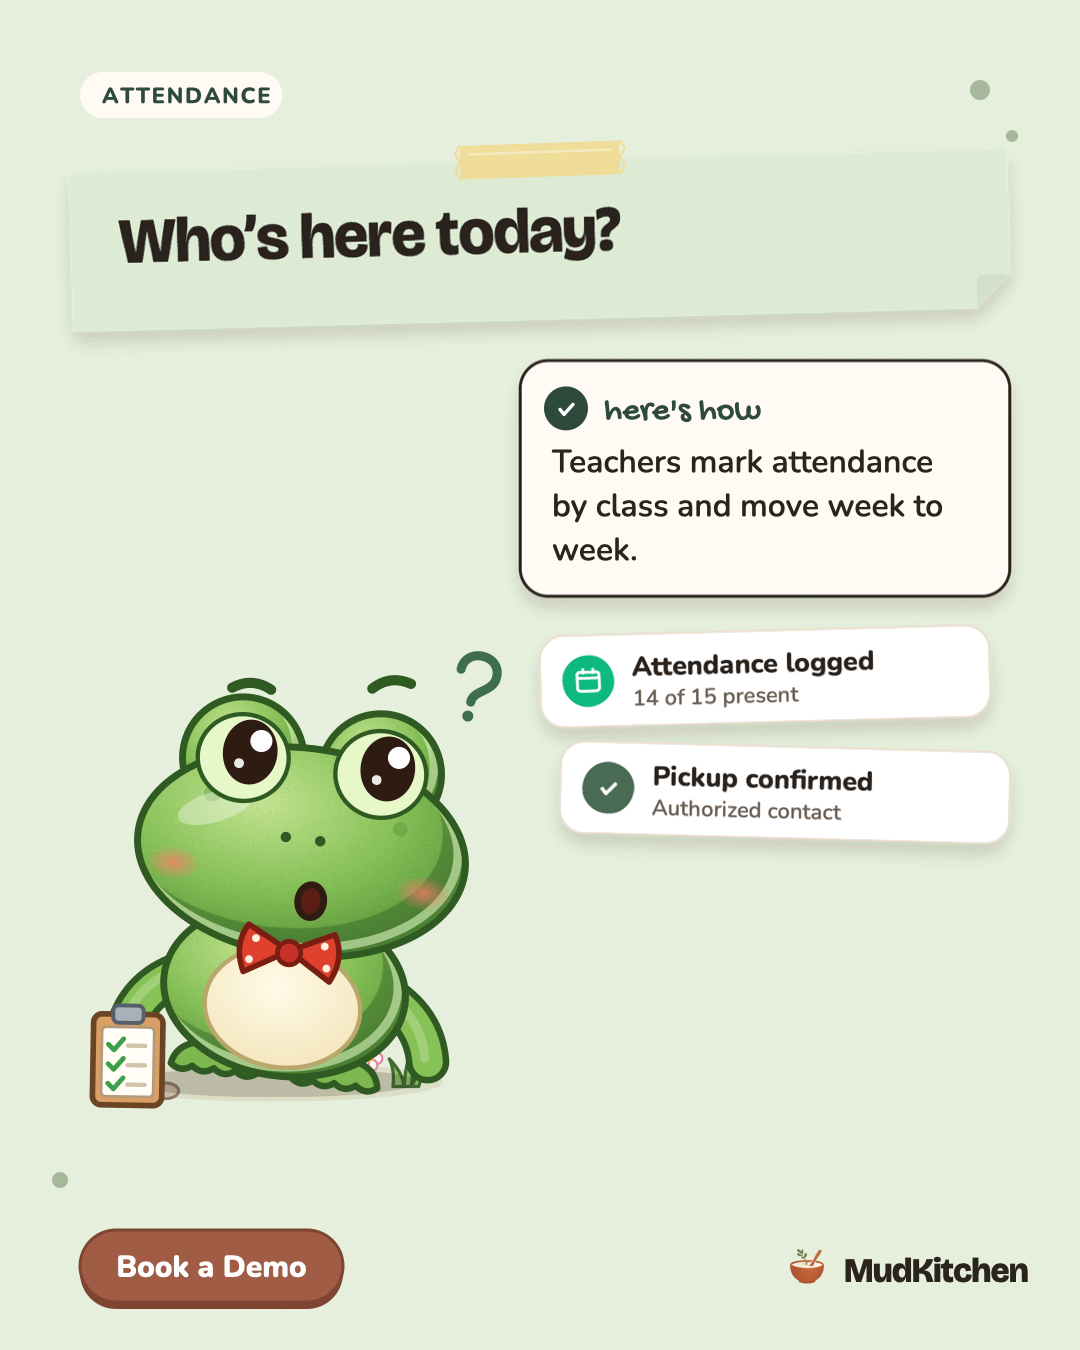 ATTENDANCE
Who's here today?
here's how
Teachers mark attendance
by class and move week to
week.
?
Attendance logged
14 of 15 present
Pickup confirmed
Authorized contact
Book a Demo
MudKitchen